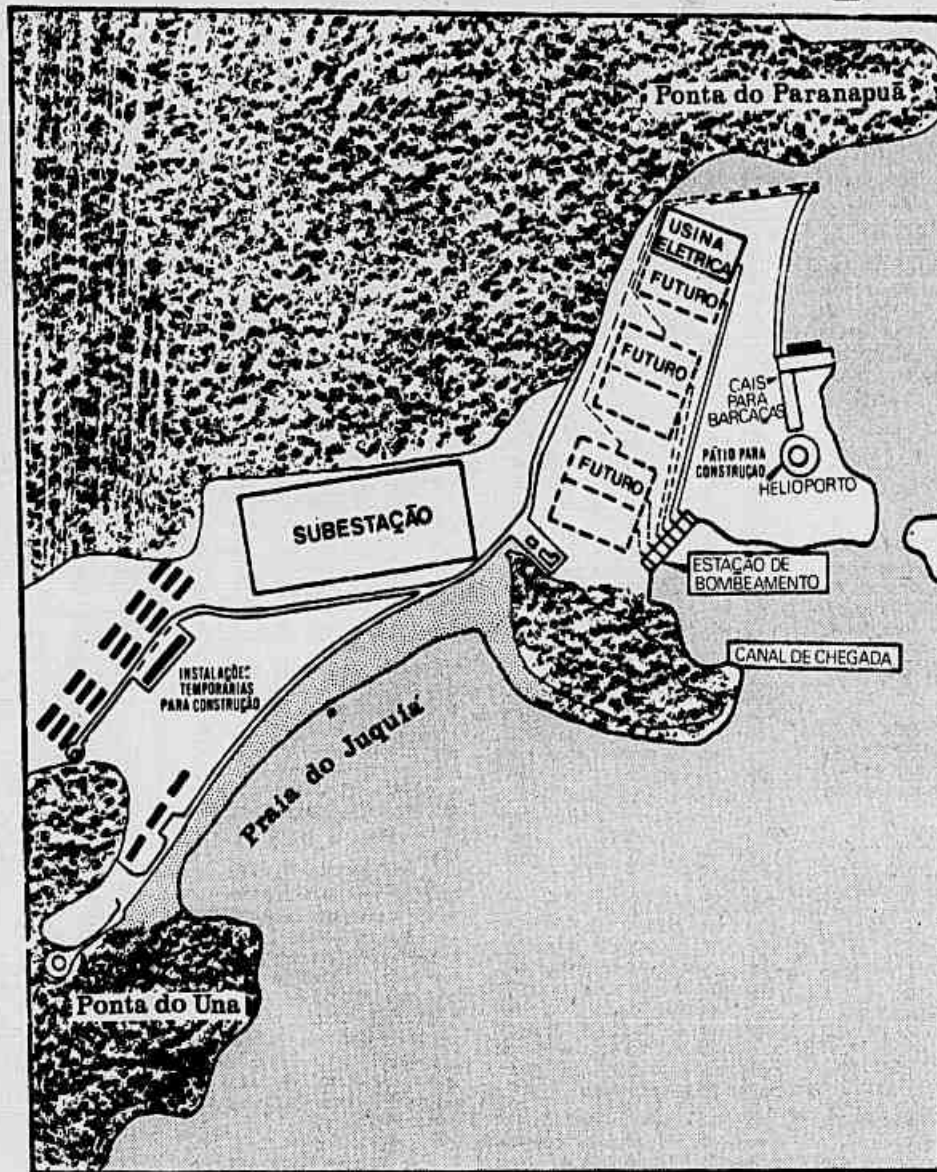 Ponta do Paranapuã
USINA
ELETRICA
FUTURO
FUTURO
FUTURO
CAIS
PARA
BARCAÇAS
PÁTIO PARA
CONSTRUÇÃO
HELIOPORTO
SUBESTAÇÃO
ESTAÇÃO DE
BOMBEAMENTO
CANAL DE CHEGADA
INSTALAÇÕES
TEMPORÁRIAS
PARA CONSTRUÇÃO
Praia do Juquiá
Ponta do Una